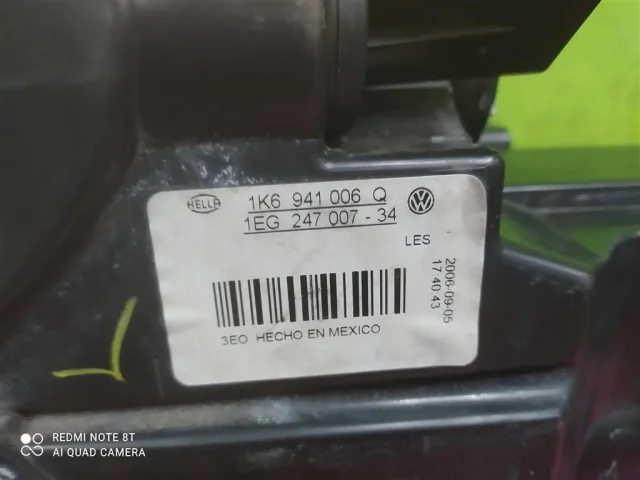 HELLA 1K6 941 006 Q
1EG 247 007 - 34
LES
2006-09-05
17:40:43
3EO HECHO EN MEXICO
REDMI NOTE 8T
AI QUAD CAMERA